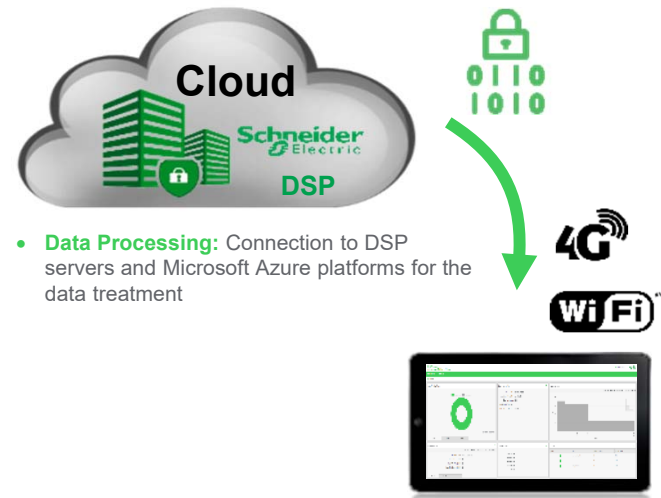 Cloud
Schneider
Electric
DSP
0110
1010
• Data Processing: Connection to DSP
servers and Microsoft Azure platforms for the
data treatment
4G
WiFi